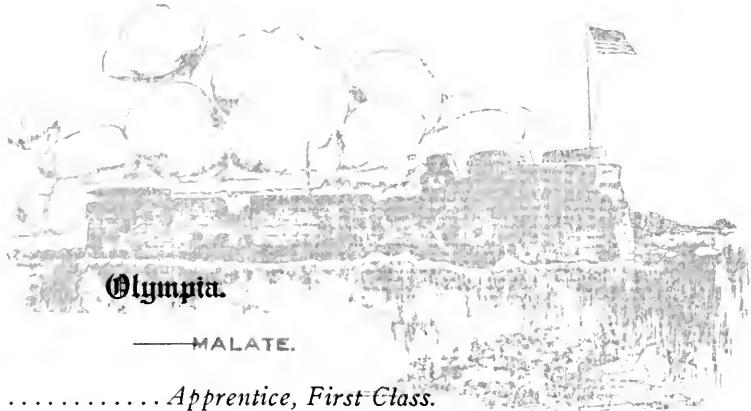 Olympia.
MALATE.
............ Apprentice, First Class.